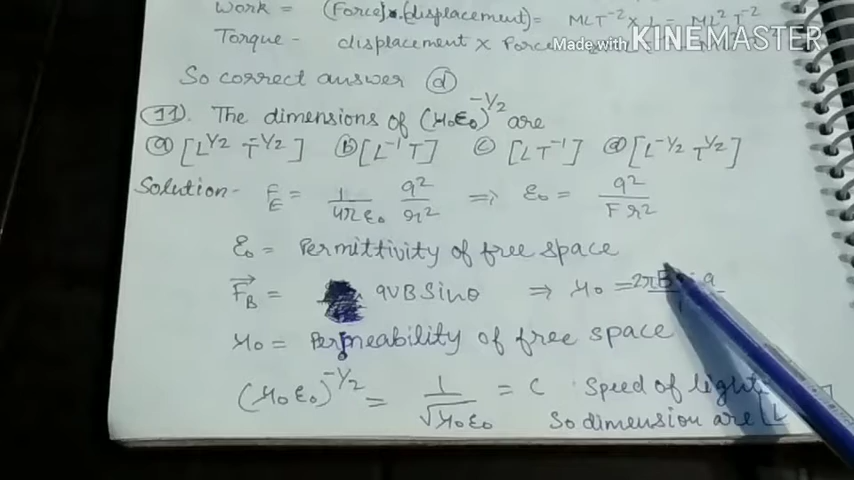 Work = (Force).(displacement) = MLT⁻² × L = ML² T⁻²
Torque - displacement × Force
Made with KINEMASTER
So correct answer (d)
(11). The dimensions of (μ₀ε₀)^-1/2 are
(a) [L^1/2 T^-1/2] (b) [L⁻¹ T] (c) [L T⁻¹] (d) [L^-1/2 T^1/2]
Solution - F_E = 1/4πε₀ q²/r² ⇒ ε₀ = q²/Fr²
ε₀ = Permittivity of free space
F_B = qvB Sinθ ⇒ μ₀ = 2πB
μ₀ = Permeability of free space
(μ₀ε₀)^-1/2 = 1/√μ₀ε₀ = C Speed of light
So dimension are [L